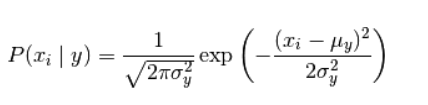 P(x_i | y) = \frac{1}{\sqrt{2\pi\sigma_y^2}} \exp\left(-\frac{(x_i - \mu_y)^2}{2\sigma_y^2}\right)